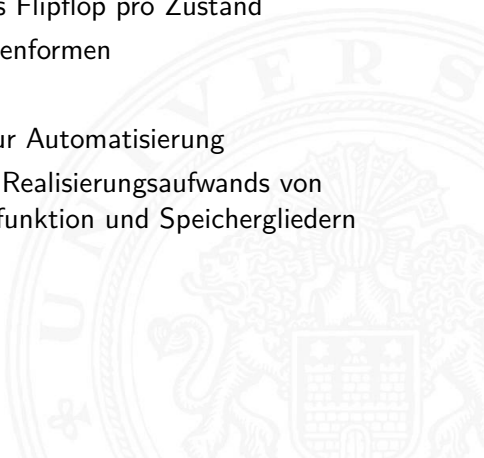 s Flipflop pro Zustand
enformen
ur Automatisierung
Realisierungsaufwands von
funktion und Speichergliedern
U N I V E R S